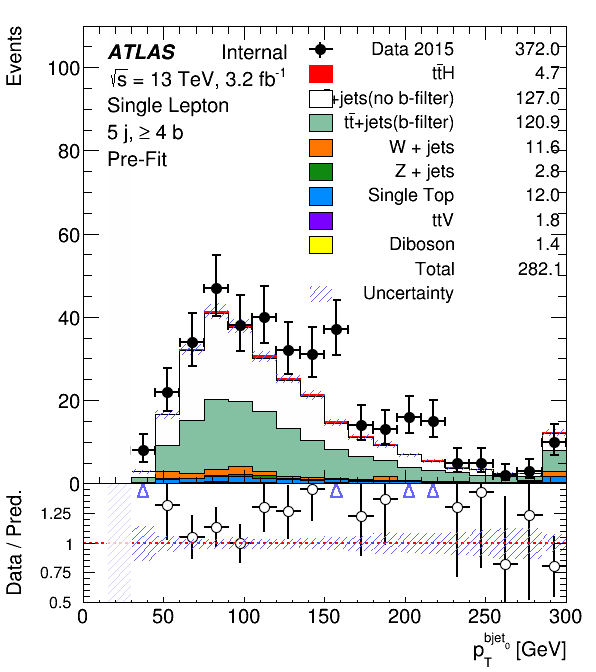 Events
ATLAS Internal
√s = 13 TeV, 3.2 fb-1
Single Lepton
5 j, ≥ 4 b
Pre-Fit
Data 2015 372.0
tt̄H 4.7
+jets(no b-filter) 127.0
tt̄+jets(b-filter) 120.9
W + jets 11.6
Z + jets 2.8
Single Top 12.0
ttV 1.8
Diboson 1.4
Total 282.1
Uncertainty
100
80
60
40
20
0
Data / Pred.
1.25
1
0.75
0.5
0 50 100 150 200 250 300
pT bjet0 [GeV]